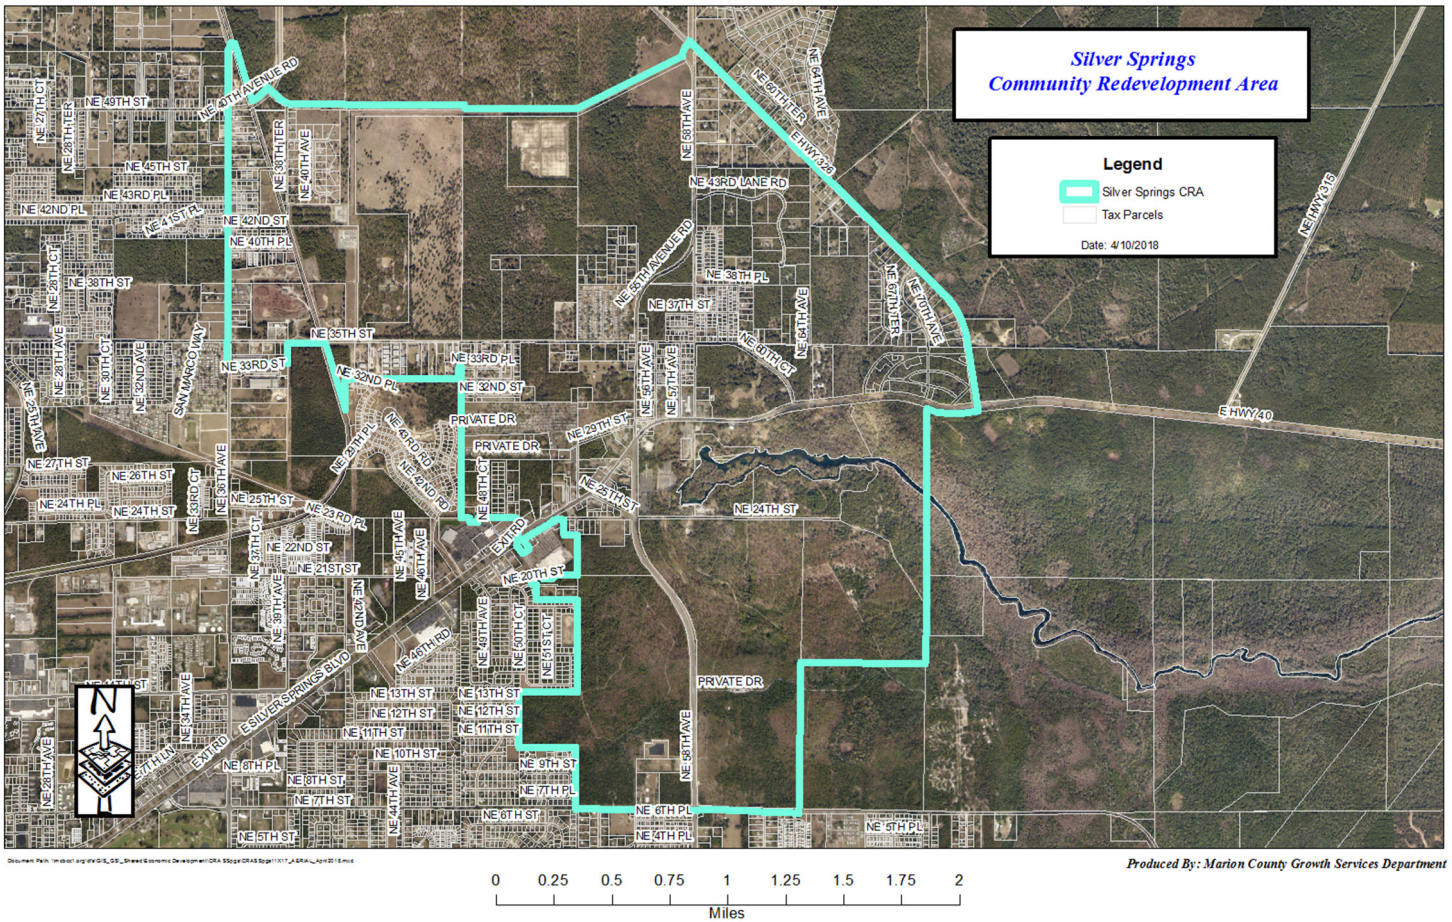 Silver Springs
Community Redevelopment Area
Legend
Silver Springs CRA
Tax Parcels
Date: 4/10/2018
NE 40TH AVENUE RD
NE 49TH ST
NE 27TH CT
NE 28TH TER
NE 38TH TER
NE 40TH AVE
NE 45TH ST
NE 43RD PL
NE 42ND PL
NE 41ST PL
NE 42ND ST
NE 40TH PL
NE 58TH AVE
NE 60TH TER
NE 64TH AVE
E HWY 326
NE 43RD LANE RD
NE HWY 315
NE 28TH CT
NE 38TH ST
NE 55TH AVENUE RD
NE 38TH PL
NE 37TH ST
NE 64TH AVE
NE 67TH TER
NE 70TH AVE
NE 35TH ST
NE 28TH AVE
NE 30TH CT
NE 32ND AVE
SAN MARCO WAY
NE 33RD ST
NE 32ND PL
NE 33RD PL
NE 32ND ST
NE 56TH AVE
NE 57TH AVE
NE 60TH CT
NE 25TH AVE
PRIVATE DR
NE 29TH ST
E HWY 40
NE 29TH PL
NE 43RD RD
NE 42ND RD
PRIVATE DR
NE 27TH ST
NE 26TH ST
NE 36TH AVE
NE 48TH CT
NE 25TH ST
NE 24TH PL
NE 24TH ST
NE 33RD CT
NE 25TH ST
NE 23RD PL
NE 24TH ST
EXIT RD
NE 37TH CT
NE 22ND ST
NE 21ST ST
NE 45TH AVE
NE 46TH AVE
NE 20TH ST
NE 39TH AVE
NE 42ND AVE
NE 49TH AVE
NE 50TH CT
NE 51ST CT
NE 46TH RD
E SILVER SPRINGS BLVD
PRIVATE DR
NE 34TH AVE
NE 13TH ST
NE 13TH ST
NE 12TH ST
NE 12TH ST
NE 11TH ST
NE 11TH ST
NE 58TH AVE
N
EXIT RD
NE 10TH ST
NE 28TH AVE
NE 8TH PL
NE 8TH ST
NE 9TH ST
NE 7TH ST
NE 44TH AVE
NE 7TH PL
NE 6TH ST
NE 6TH PL
NE 5TH ST
NE 4TH PL
NE 5TH PL
Produced By: Marion County Growth Services Department
0 0.25 0.5 0.75 1 1.25 1.5 1.75 2
Miles